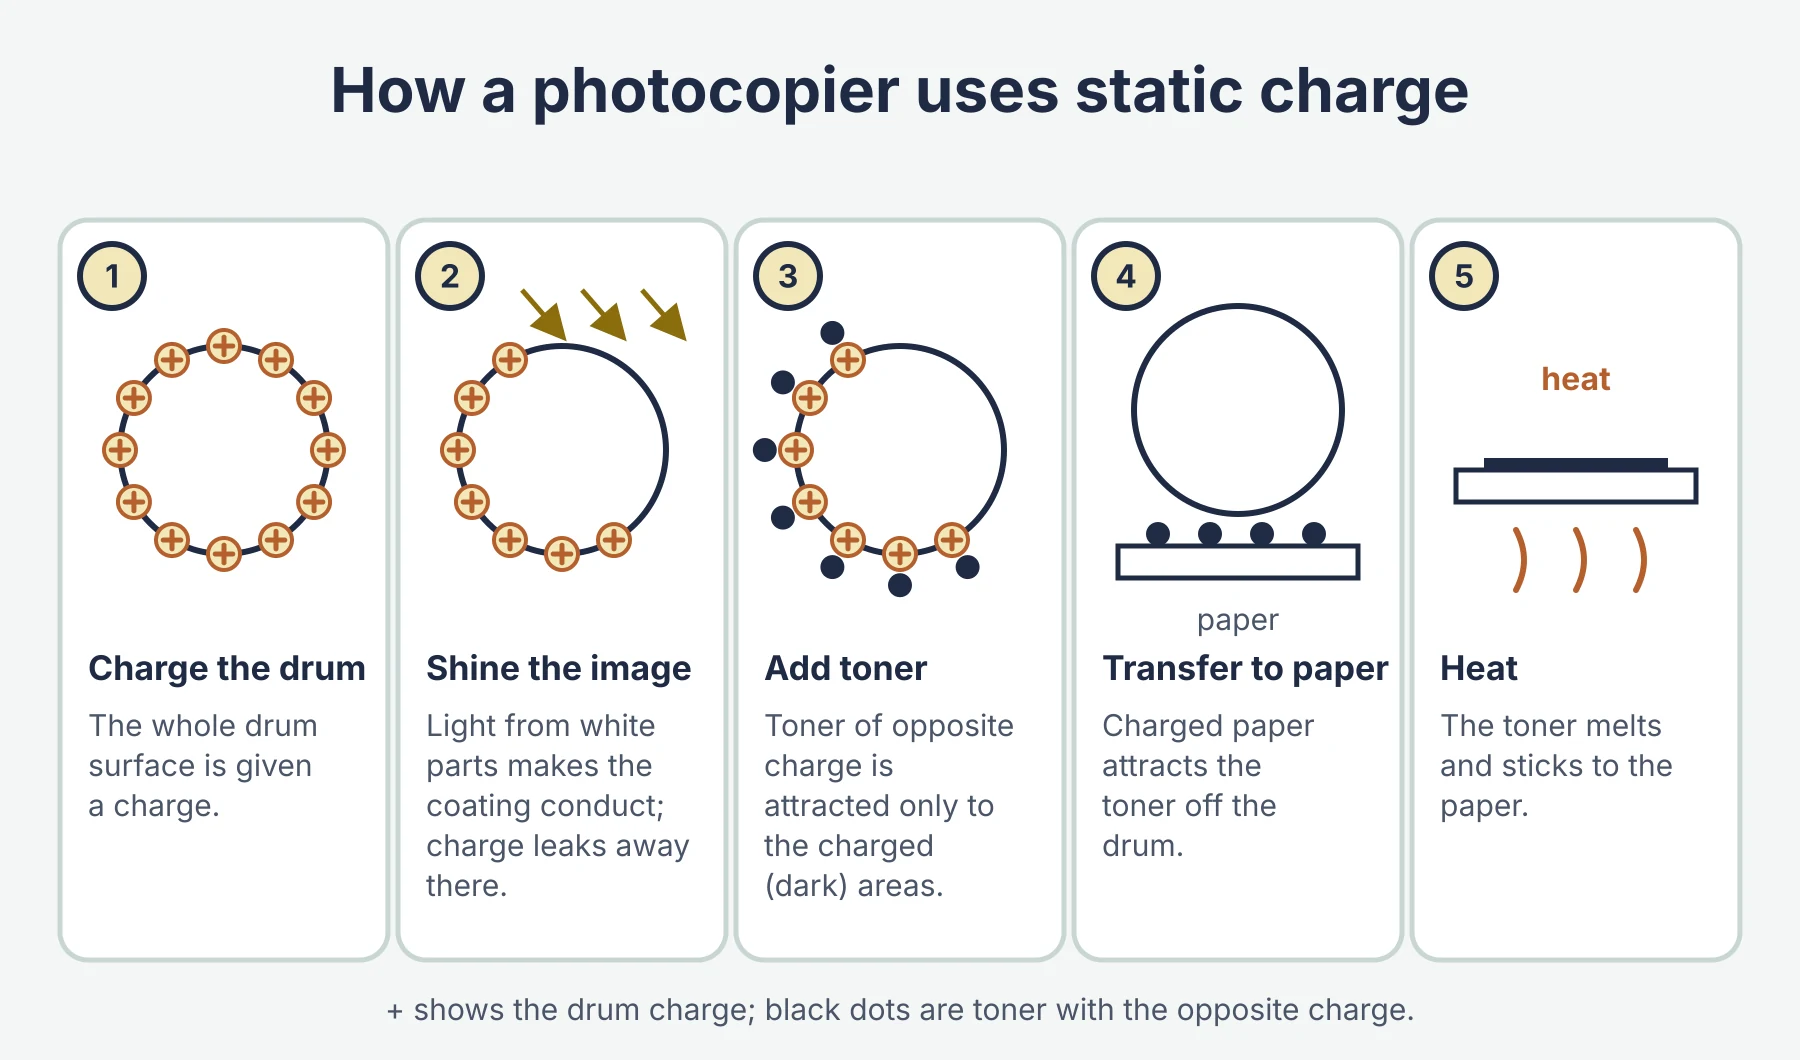 How a photocopier uses static charge
1
+ + + + + + + + + + + +
Charge the drum
The whole drum
surface is given
a charge.
2
+ + + + + + +
Shine the image
Light from white
parts makes the
coating conduct;
charge leaks away
there.
3
+ + + + + + +
Add toner
Toner of opposite
charge is
attracted only to
the charged
(dark) areas.
4
paper
Transfer to paper
Charged paper
attracts the
toner off the
drum.
5
heat
Heat
The toner melts
and sticks to the
paper.
+ shows the drum charge; black dots are toner with the opposite charge.